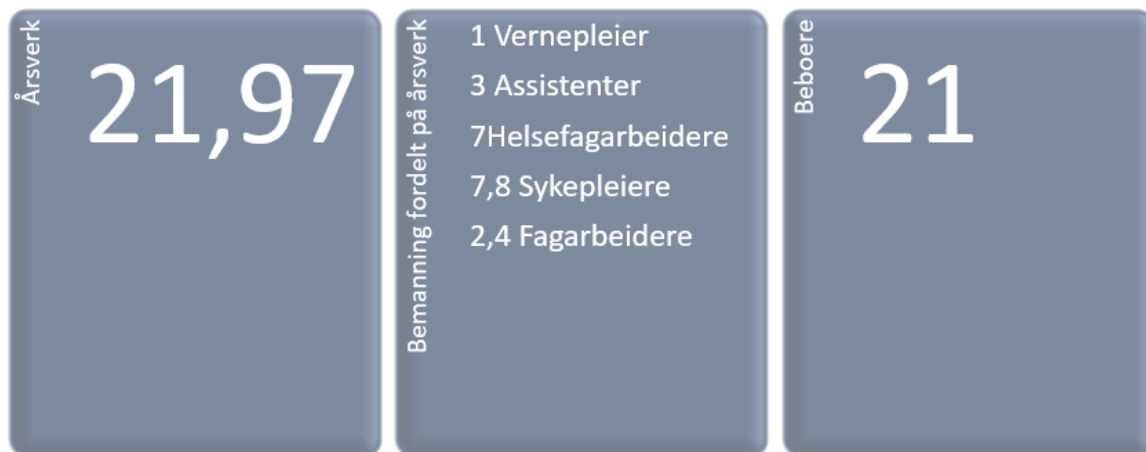 Årsverk
21,97
Bemanning fordelt på årsverk
1 Vernepleier
3 Assistenter
7Helsefagarbeidere
7,8 Sykepleiere
2,4 Fagarbeidere
Beboere
21